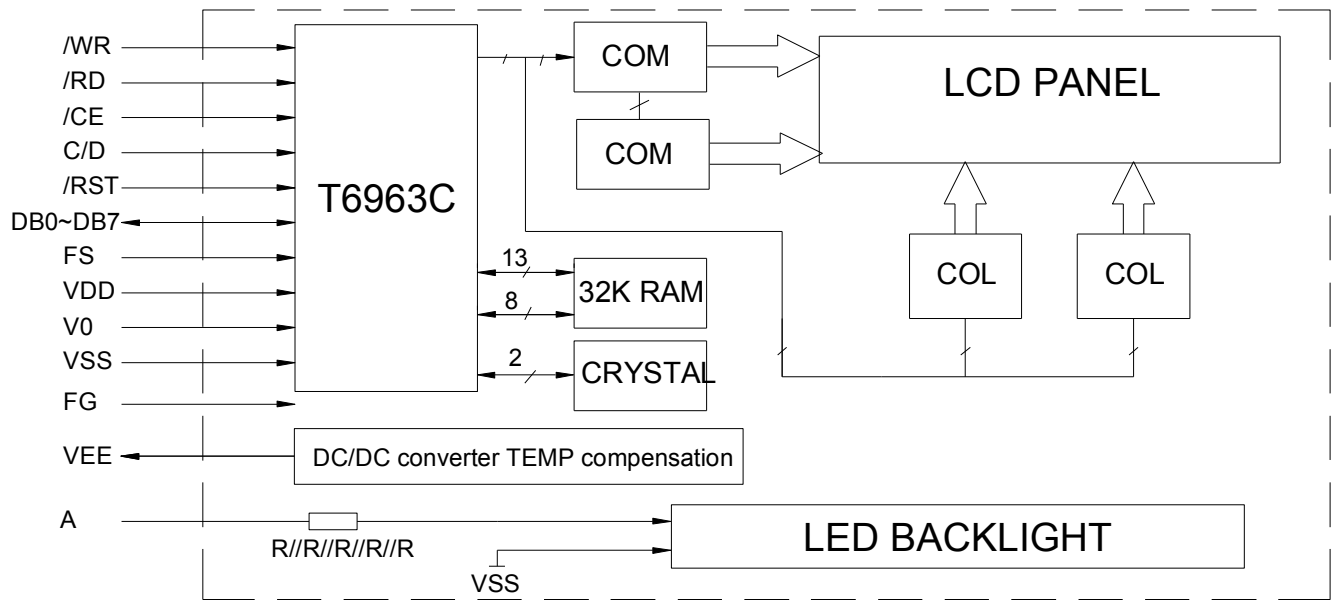 /WR
/RD
/CE
C/D
/RST
DB0~DB7
FS
VDD
V0
VSS
FG
VEE
A
T6963C
COM
COM
LCD PANEL
COL
COL
13
8
32K RAM
2
CRYSTAL
DC/DC converter TEMP compensation
R//R//R//R//R
VSS
LED BACKLIGHT